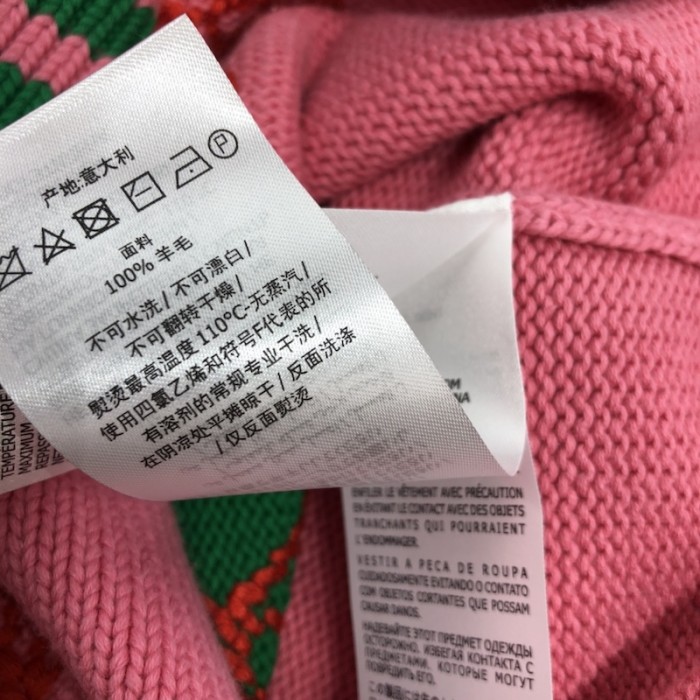 产地:意大利
P
面料
100% 羊毛
不可水洗/不可漂白/
不可翻转干燥/
熨烫最高温度110°C-无蒸汽/
使用四氯乙烯和符号F代表的所
有溶剂的常规专业干洗/
在阴凉处平摊晾干/反面洗涤
/仅反面熨烫
TEMPERATURE
MAXIMUM
ENFILER LE VÊTEMENT AVEC PRÉCAUTION
EN ÉVITANT LE CONTACT AVEC DES OBJETS
TRANCHANTS QUI POURRAIENT
L'ENDOMMAGER.
VESTIR A PEÇA DE ROUPA
CUIDADOSAMENTE EVITANDO O CONTATO
COM OBJETOS CORTANTES QUE POSSAM
CAUSAR DANOS.
НАДЕВАЙТЕ ЭТОТ ПРЕДМЕТ ОДЕЖДЫ
ОСТОРОЖНО, ИЗБЕГАЯ КОНТАКТА С
ПРЕДМЕТАМИ, КОТОРЫЕ МОГУТ
ПОВРЕДИТЬ ЕГО.